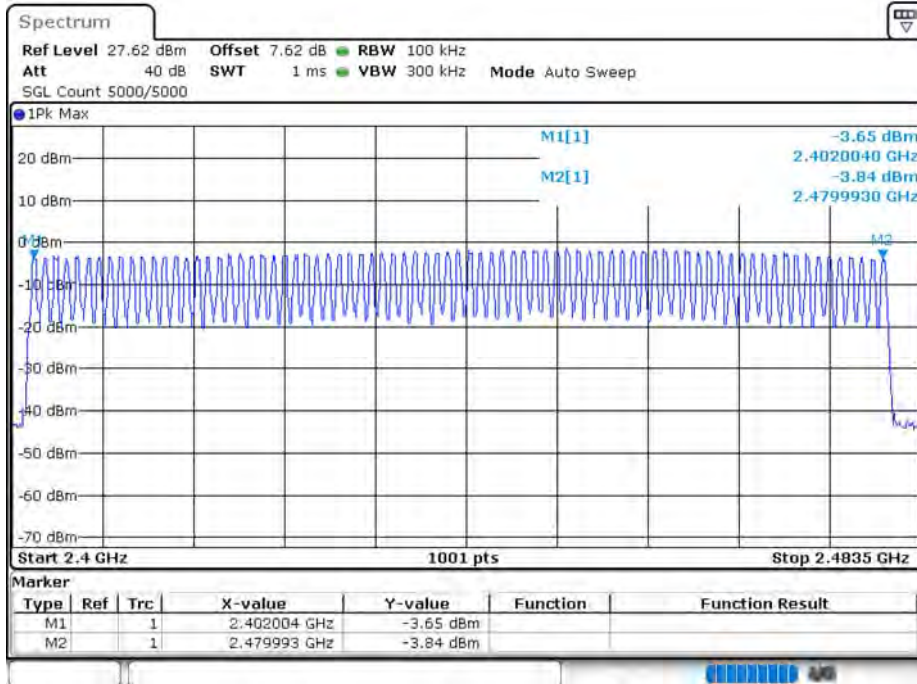 Spectrum
Ref Level 27.62 dBm Offset 7.62 dB RBW 100 kHz
Att 40 dB SWT 1 ms VBW 300 kHz Mode Auto Sweep
SGL Count 5000/5000
1Pk Max
M1[1] -3.65 dBm
2.4020040 GHz
M2[1] -3.84 dBm
2.4799930 GHz
20 dBm
10 dBm
0 dBm
M1
M2
-10 dBm
-20 dBm
-30 dBm
-40 dBm
-50 dBm
-60 dBm
-70 dBm
Start 2.4 GHz 1001 pts Stop 2.4835 GHz
Marker
Type Ref Trc X-value Y-value Function Function Result
M1 1 2.402004 GHz -3.65 dBm
M2 1 2.479993 GHz -3.84 dBm